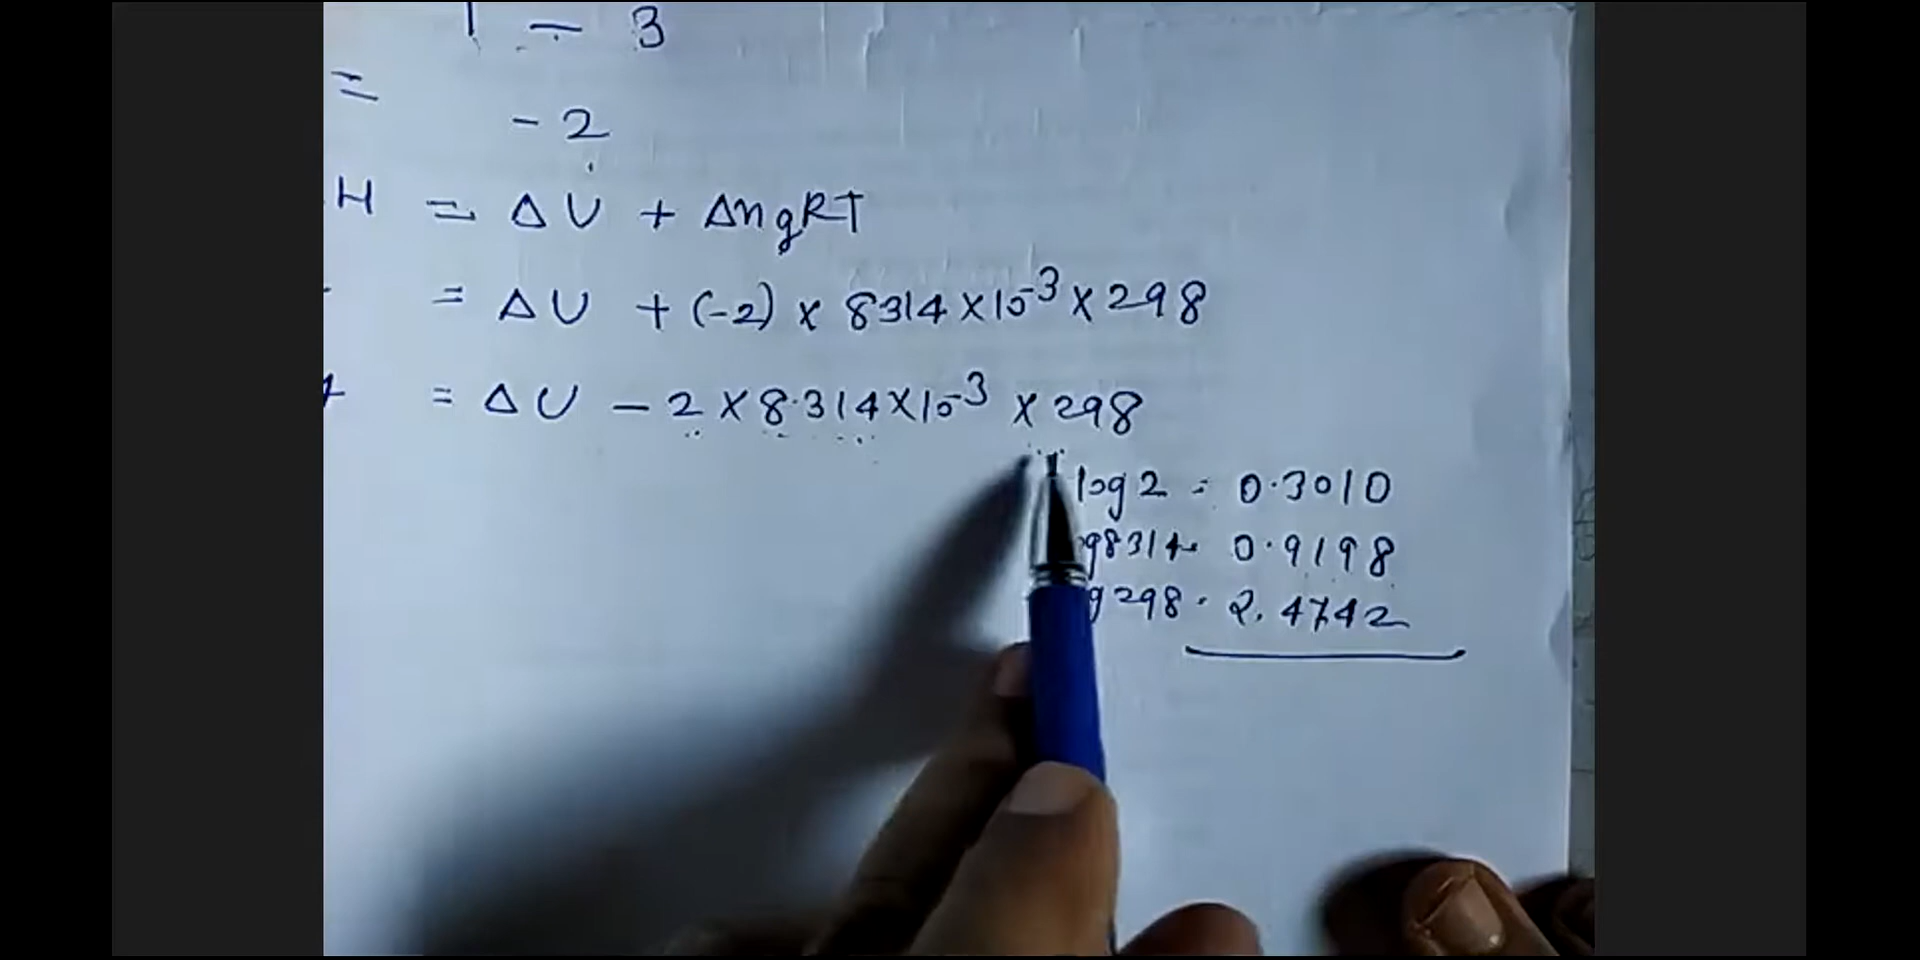 1 - 3
=
- 2
H = ΔU + ΔngRT
= ΔU + (-2) × 8314 × 10⁻³ × 298
= ΔU - 2 × 8.314 × 10⁻³ × 298
log 2 = 0.3010
og8314 0.9198
g 298 . 2.4742